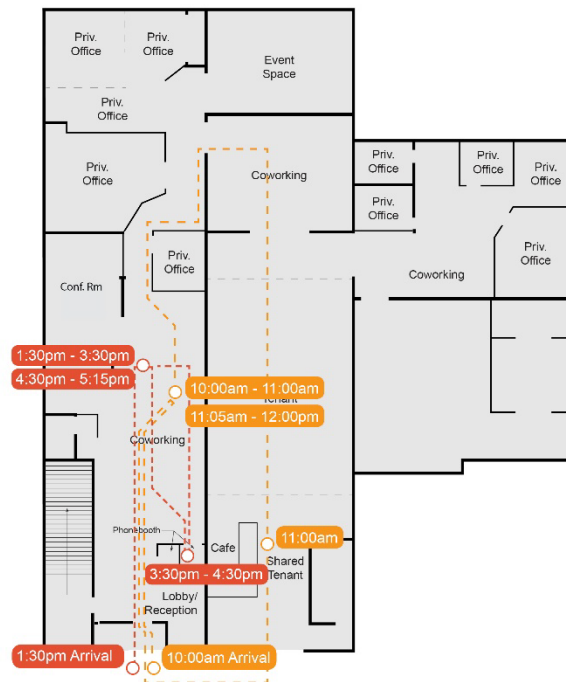 Priv.
Office
Priv.
Office
Event
Space
Priv.
Office
Priv.
Office
Coworking
Priv.
Office
Priv.
Office
Priv.
Office
Priv.
Office
Priv.
Office
Conf. Rm
Priv.
Office
Coworking
Priv.
Office
1:30pm - 3:30pm
4:30pm - 5:15pm
10:00am - 11:00am
Tenant
11:05am - 12:00pm
Coworking
Phonebooth
Cafe
11:00am
Shared
Tenant
3:30pm - 4:30pm
Lobby/
Reception
1:30pm Arrival
10:00am Arrival